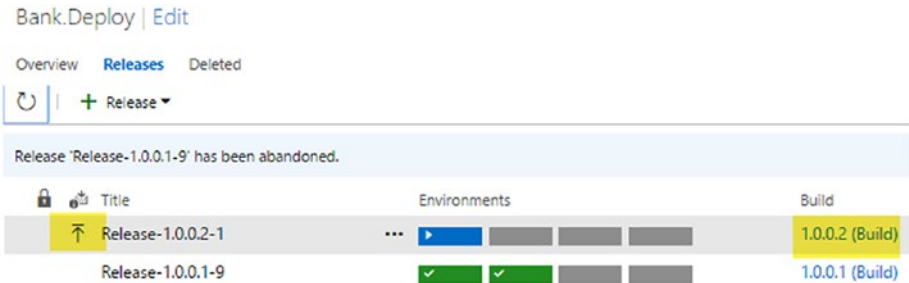 Bank.Deploy | Edit
Overview Releases Deleted
+ Release
Release 'Release-1.0.0.1-9' has been abandoned.
Title Environments Build
Release-1.0.0.2-1 ... 1.0.0.2 (Build)
Release-1.0.0.1-9 1.0.0.1 (Build)